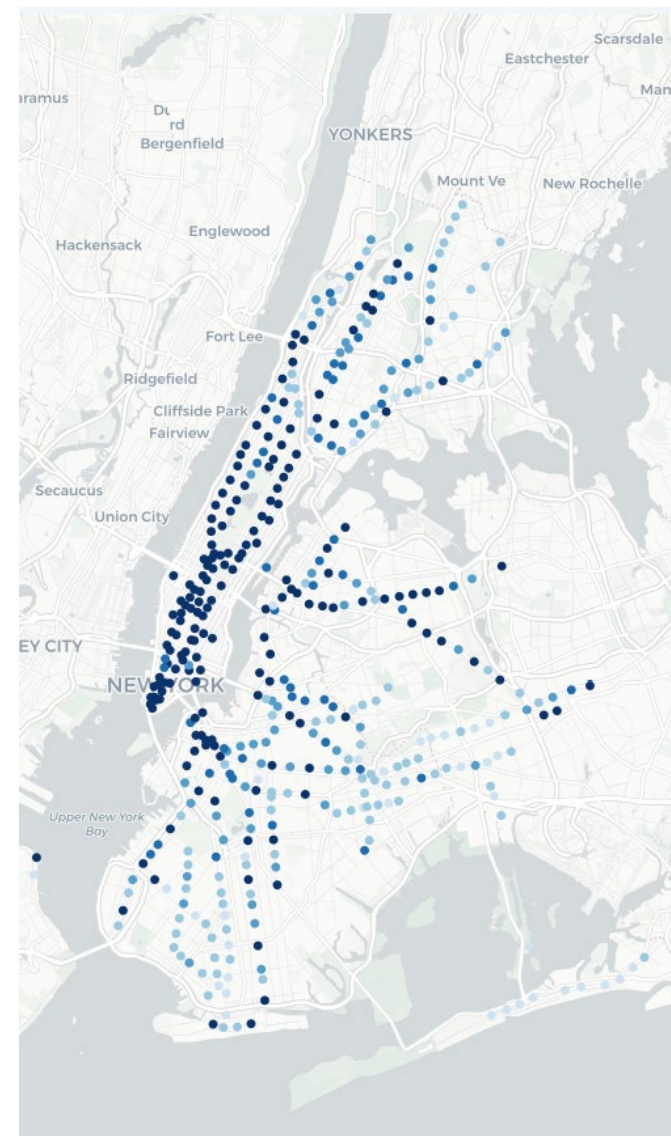 Scarsdale
Eastchester
aramus
Man
Du
rd
Bergenfield
YONKERS
Mount Ve
New Rochelle
Englewood
Hackensack
Fort Lee
Ridgefield
Cliffside Park
Fairview
Secaucus
Union City
EY CITY
NEW YORK
Upper New York
Bay